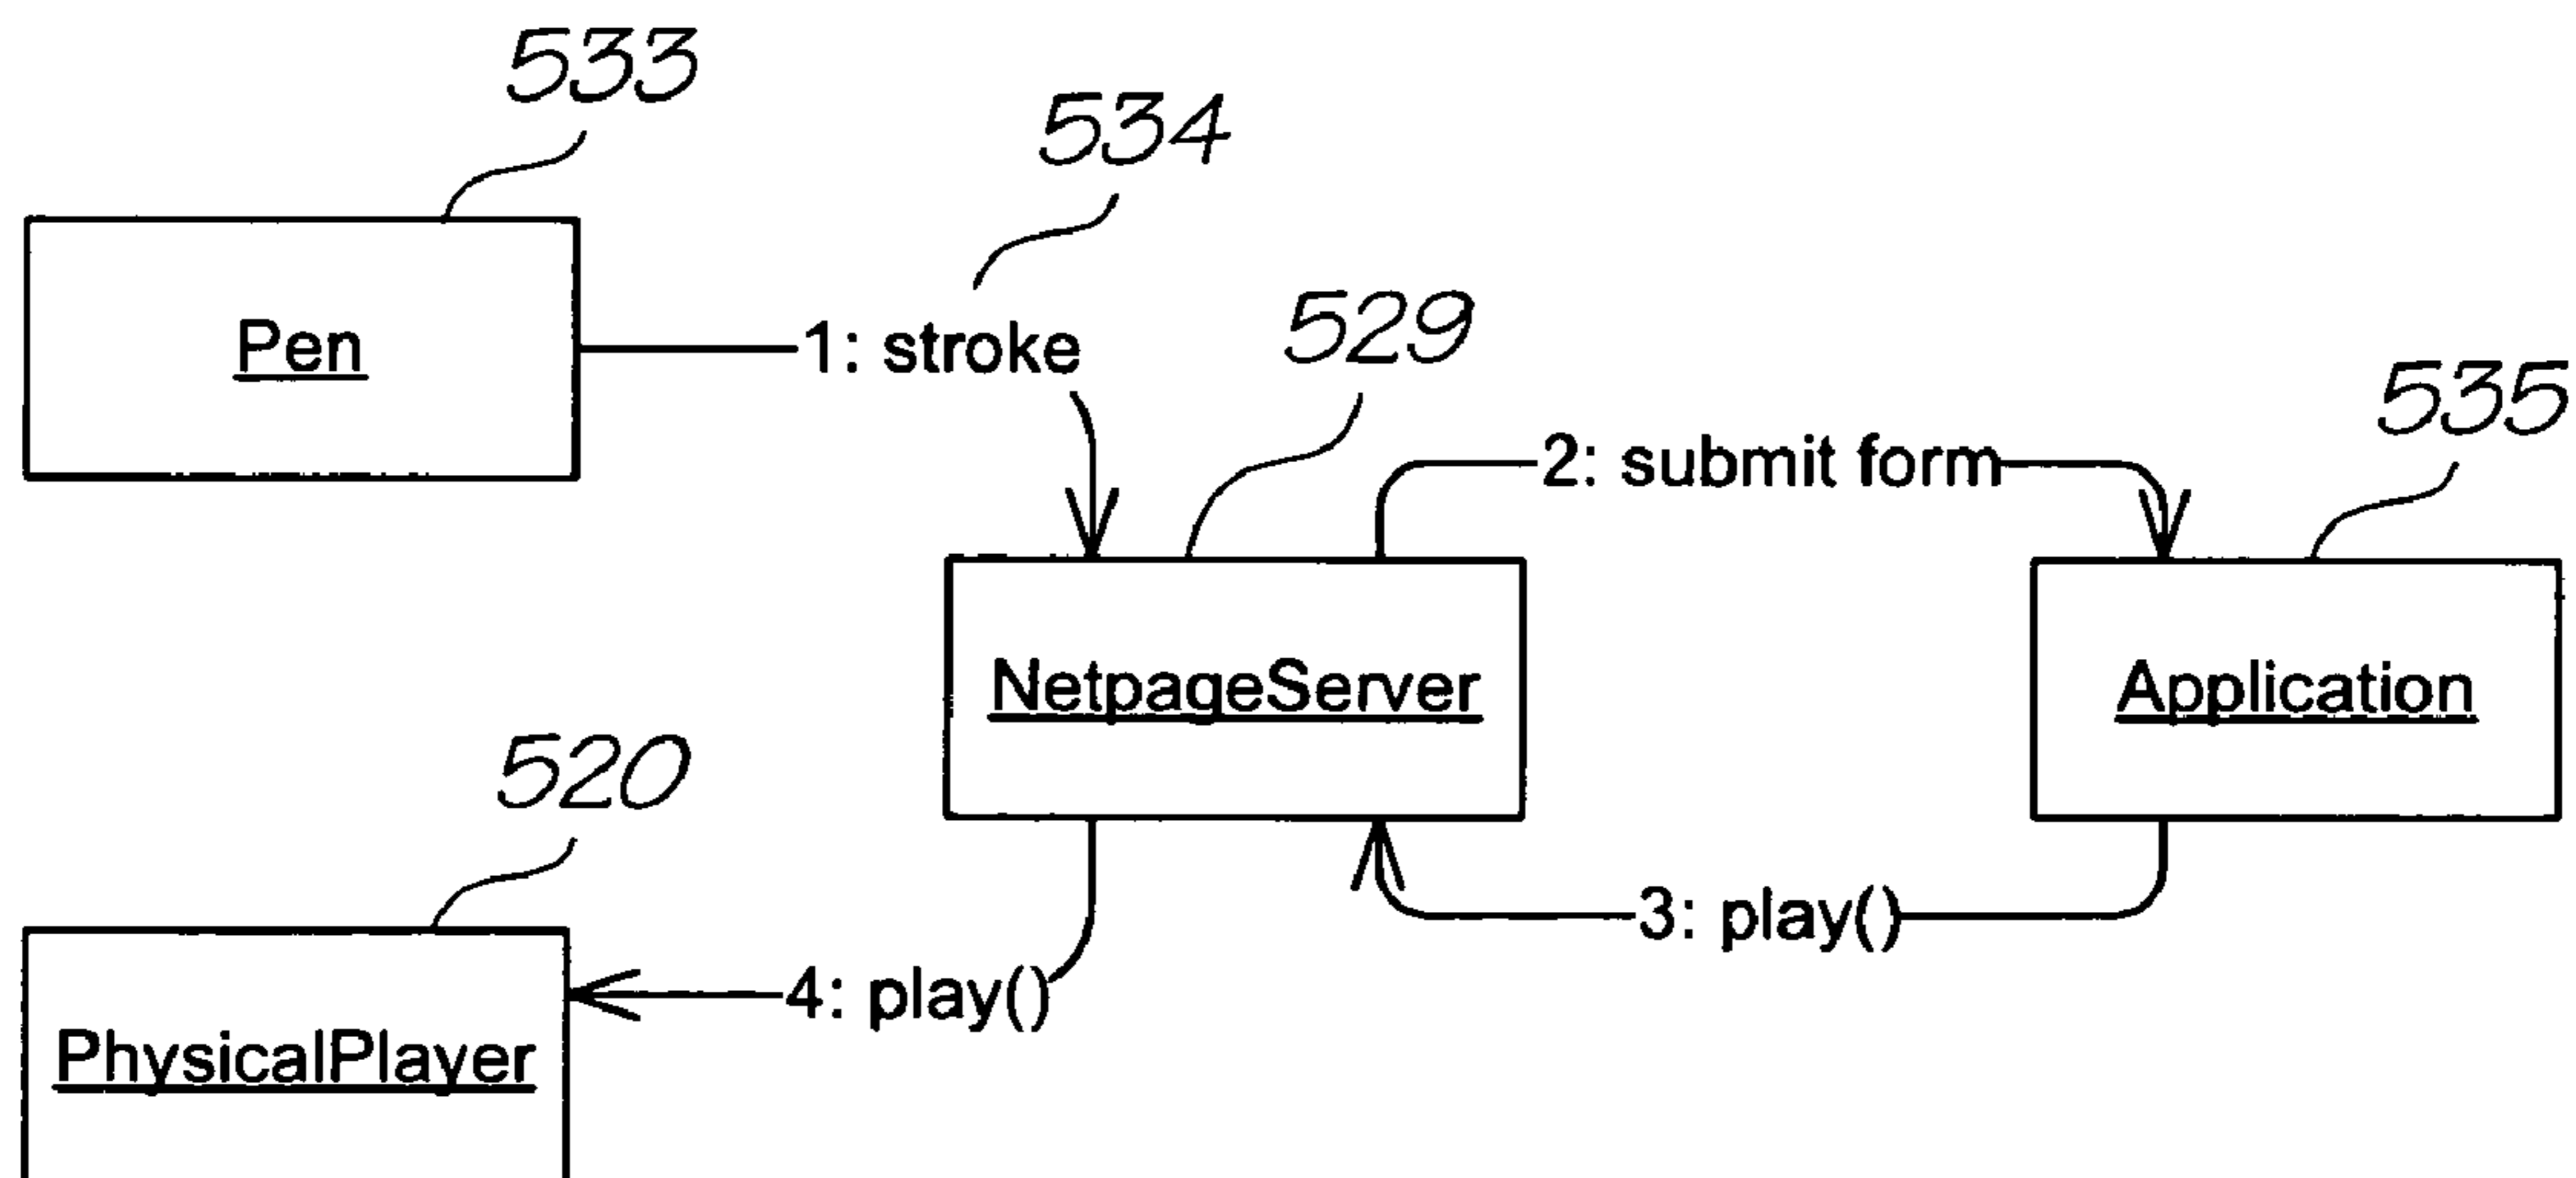 533
534
Pen
1: stroke
529
535
2: submit form
NetpageServer
Application
520
3: play()
4: play()
PhysicalPlayer